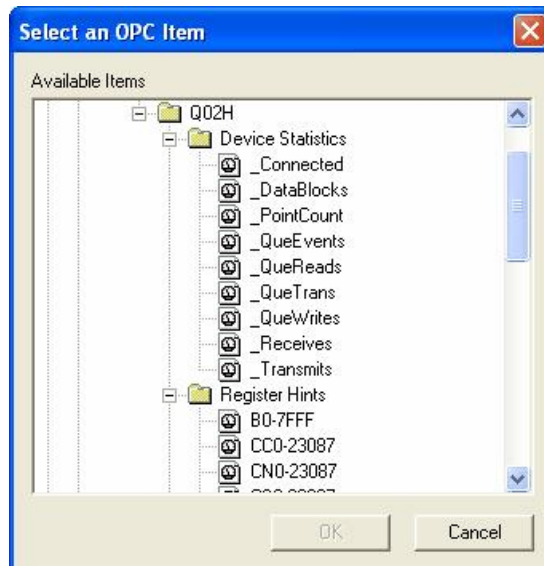 Select an OPC Item
Available Items
Q02H
Device Statistics
_Connected
_DataBlocks
_PointCount
_QueEvents
_QueReads
_QueTrans
_QueWrites
_Receives
_Transmits
Register Hints
B0-7FFF
CC0-23087
CN0-23087
OK
Cancel